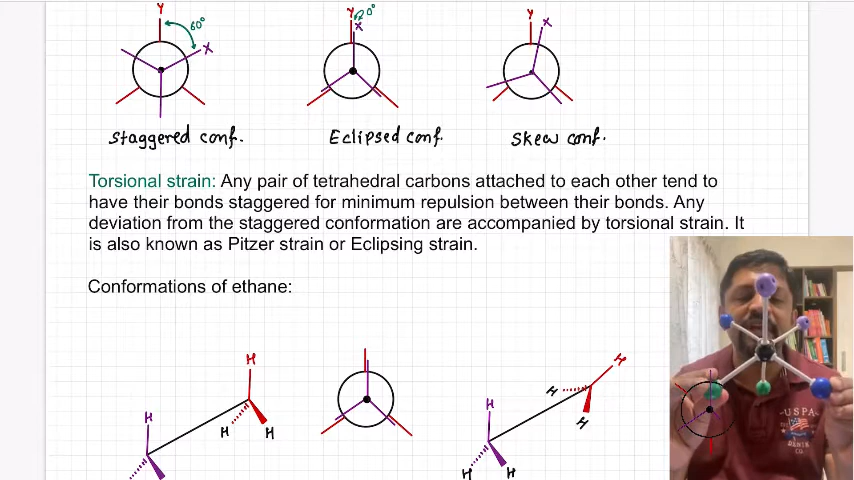 Y
60°
X
Y
0°
X
X
Y
Staggered conf.
Eclipsed conf.
Skew conf.
Torsional strain: Any pair of tetrahedral carbons attached to each other tend to
have their bonds staggered for minimum repulsion between their bonds. Any
deviation from the staggered conformation are accompanied by torsional strain. It
is also known as Pitzer strain or Eclipsing strain.
Conformations of ethane:
H
H
H
H
H
H
H
H
H
H
USPA
DENIM
CO.